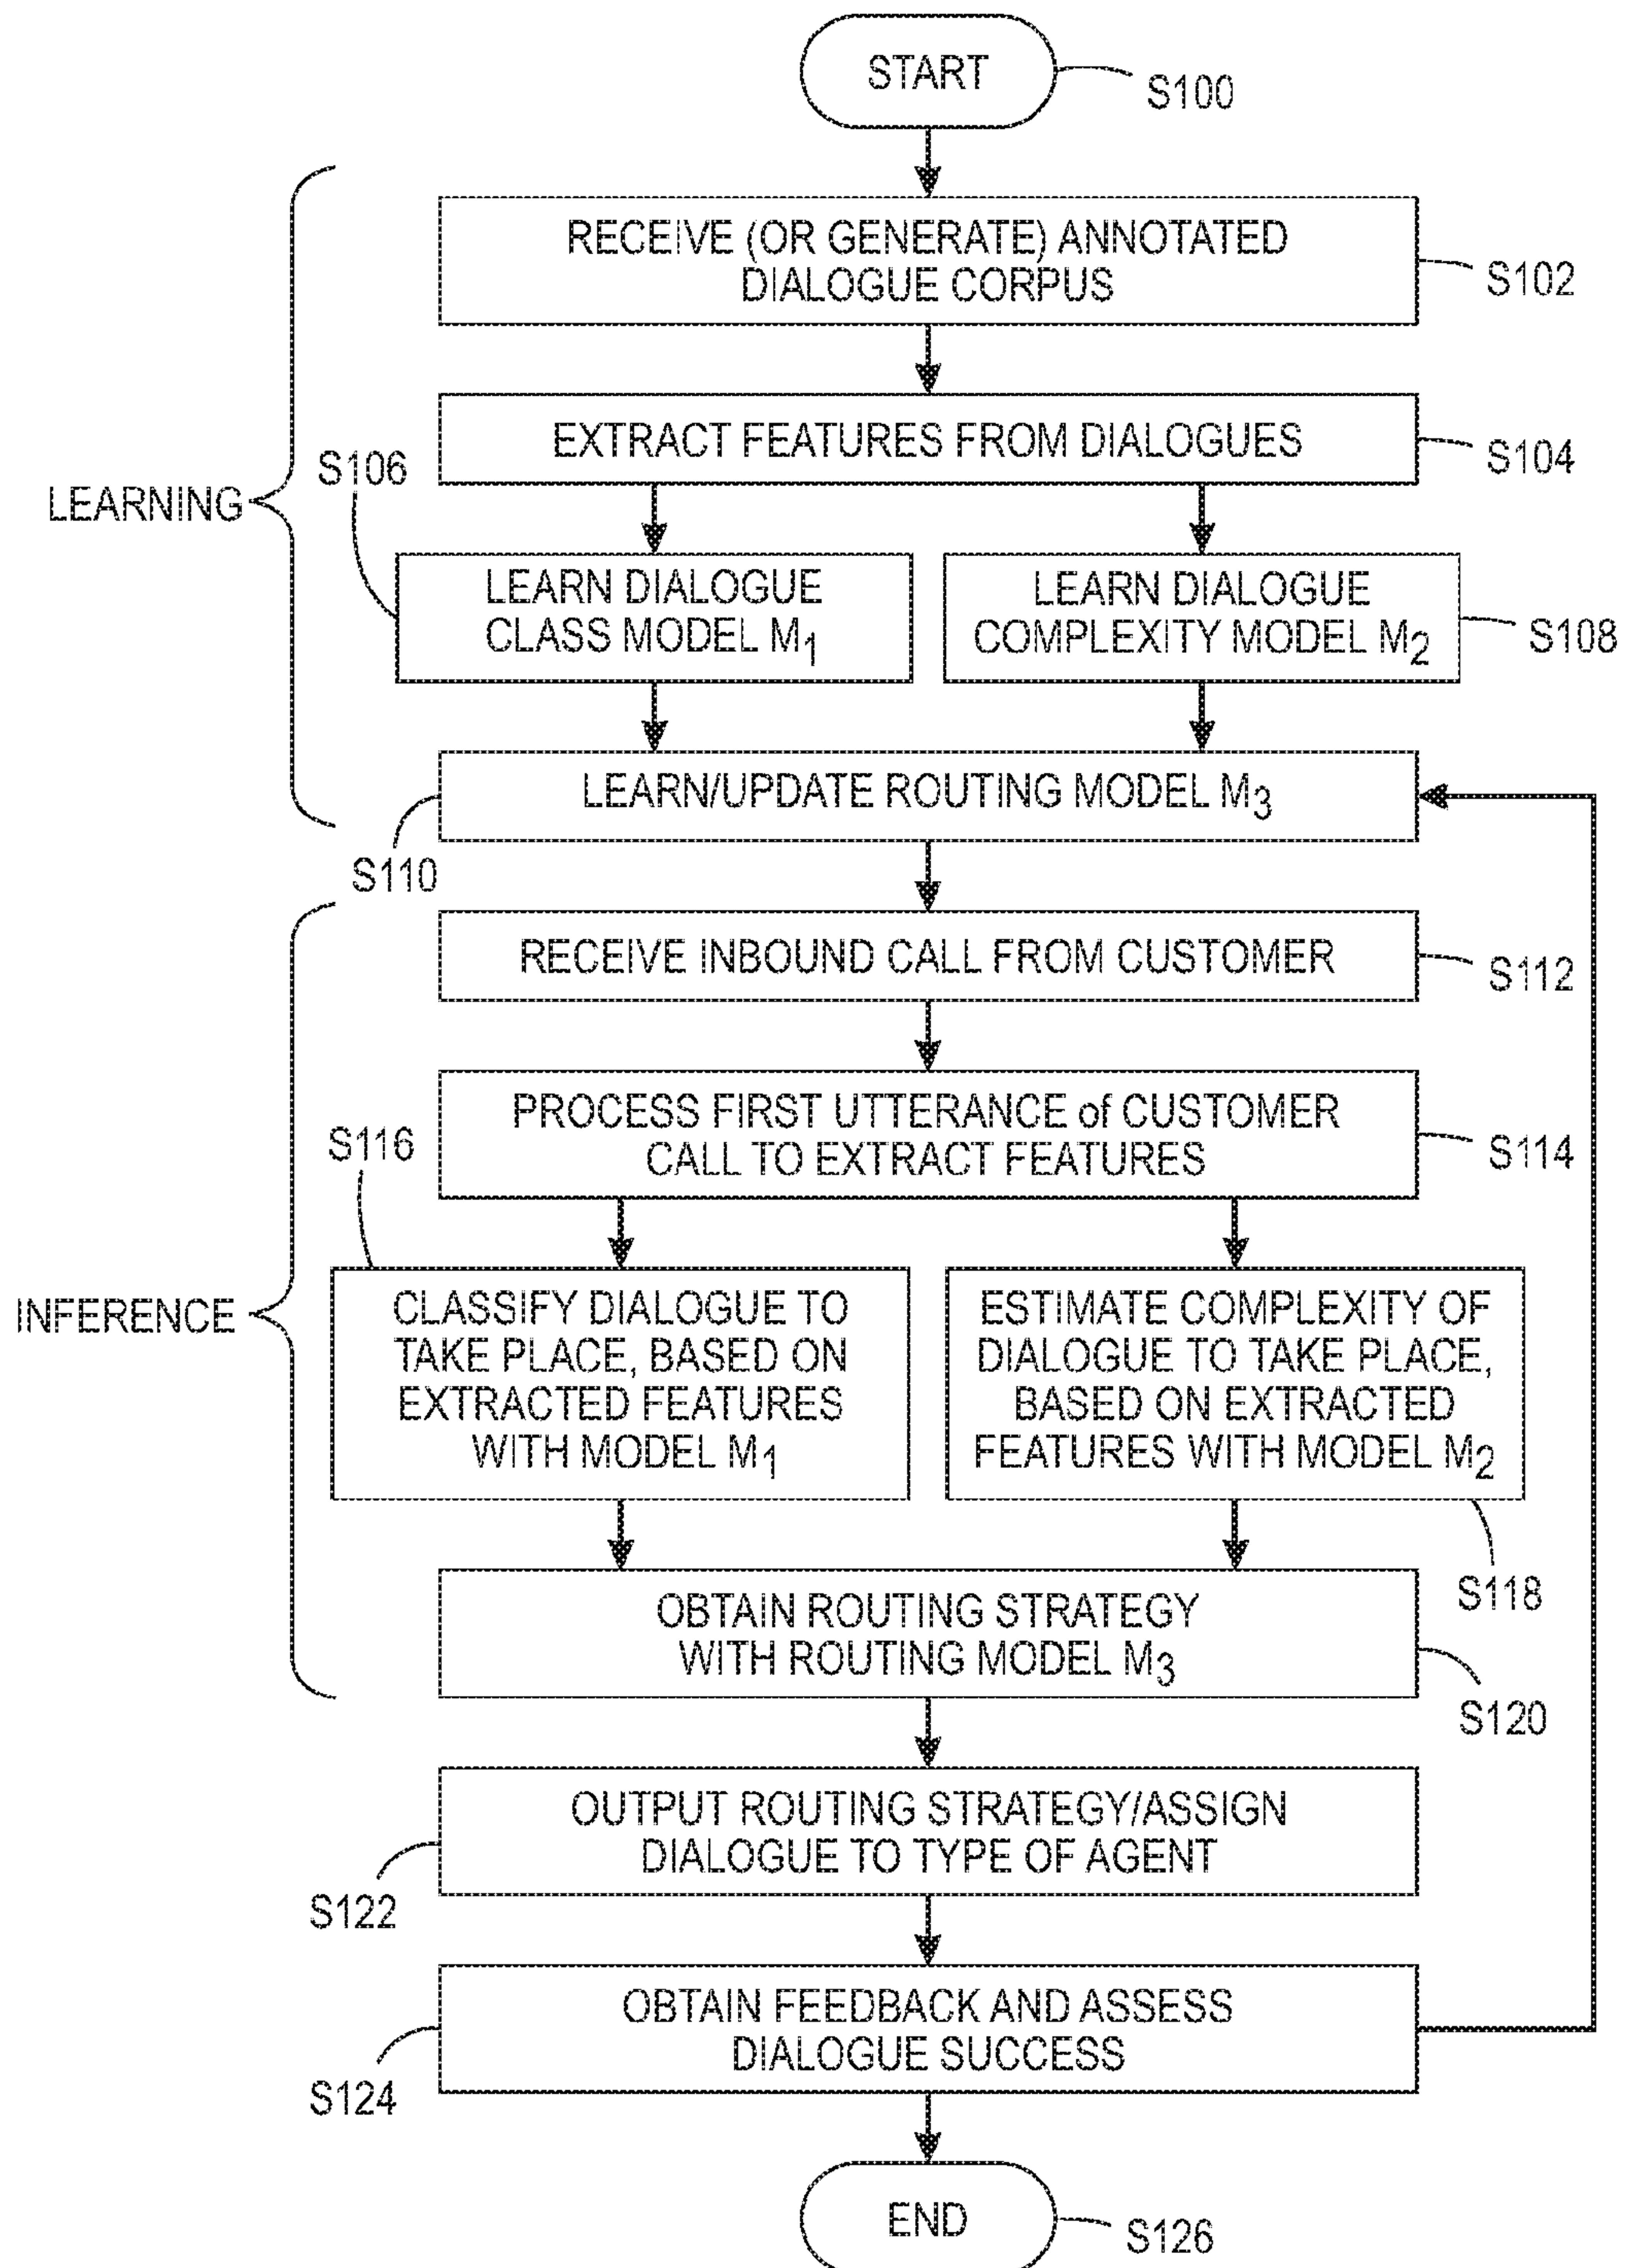 START
S100
RECEIVE (OR GENERATE) ANNOTATED
DIALOGUE CORPUS
S102
EXTRACT FEATURES FROM DIALOGUES
S104
LEARNING
S106
LEARN DIALOGUE
CLASS MODEL M1
LEARN DIALOGUE
COMPLEXITY MODEL M2
S108
LEARN/UPDATE ROUTING MODEL M3
S110
RECEIVE INBOUND CALL FROM CUSTOMER
S112
PROCESS FIRST UTTERANCE of CUSTOMER
CALL TO EXTRACT FEATURES
S114
INFERENCE
S116
CLASSIFY DIALOGUE TO
TAKE PLACE, BASED ON
EXTRACTED FEATURES
WITH MODEL M1
ESTIMATE COMPLEXITY OF
DIALOGUE TO TAKE PLACE,
BASED ON EXTRACTED
FEATURES WITH MODEL M2
S118
OBTAIN ROUTING STRATEGY
WITH ROUTING MODEL M3
S120
OUTPUT ROUTING STRATEGY/ASSIGN
DIALOGUE TO TYPE OF AGENT
S122
OBTAIN FEEDBACK AND ASSESS
DIALOGUE SUCCESS
S124
END
S126